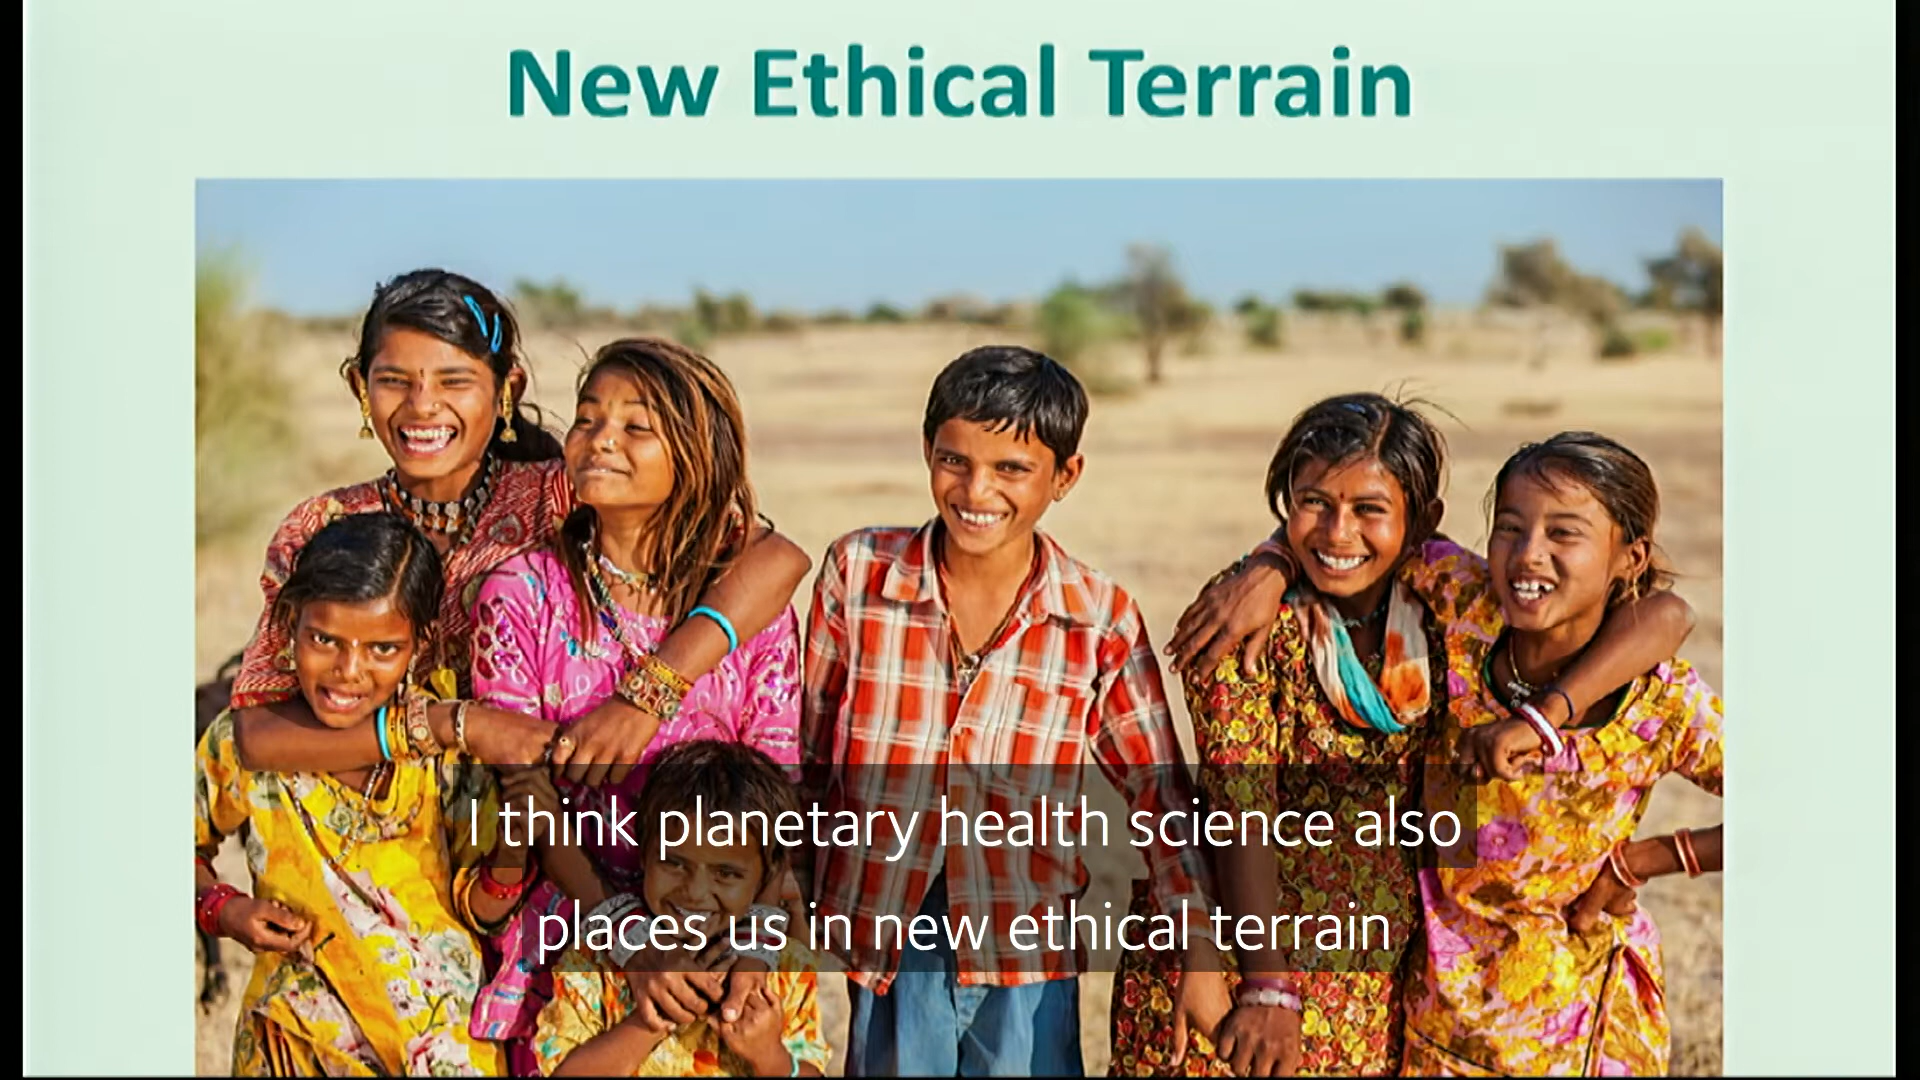 New Ethical Terrain
I think planetary health science also
places us in new ethical terrain